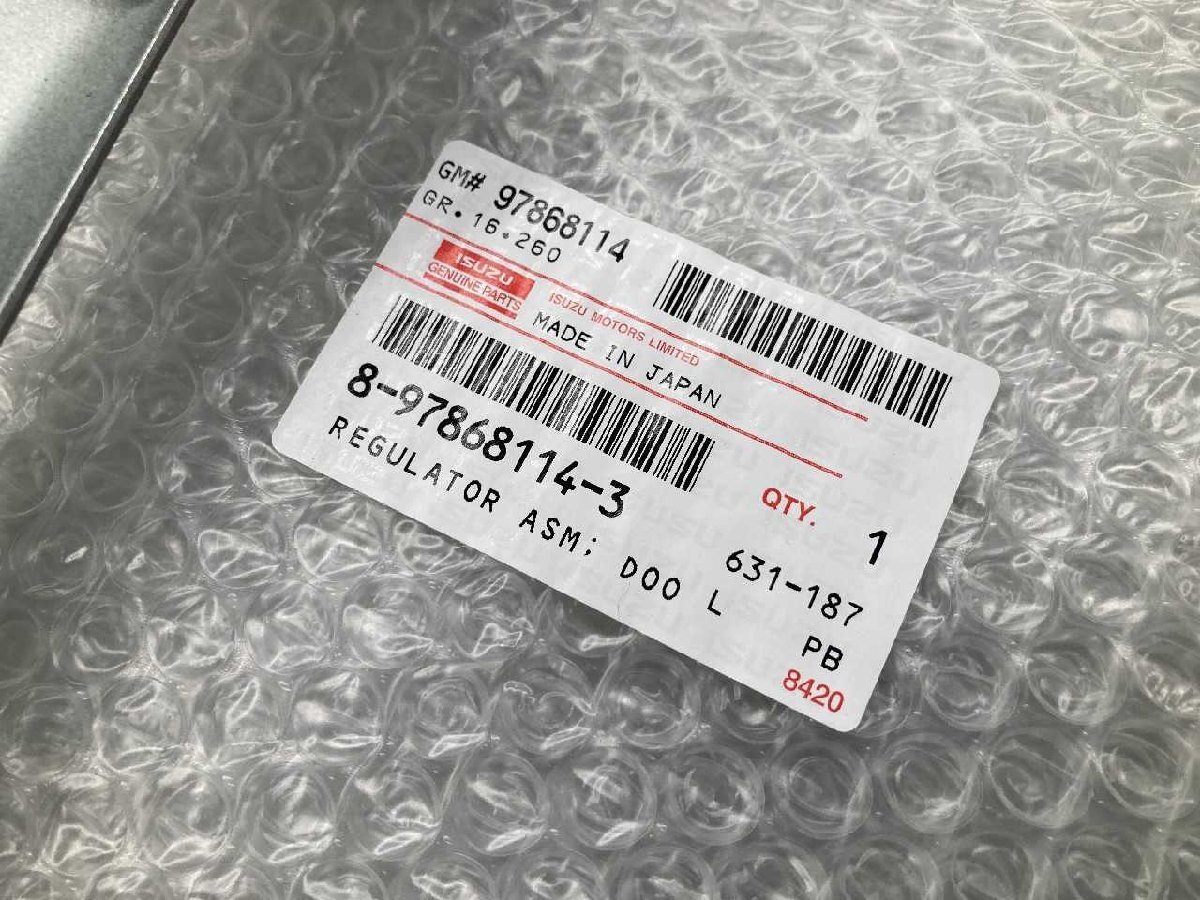 GM# 97868114
GR. 16.260
ISUZU
GENUINE PARTS
ISUZU MOTORS LIMITED
MADE IN JAPAN
8-97868114-3
REGULATOR ASM; DOO L
QTY. 1
631-187
PB
8420